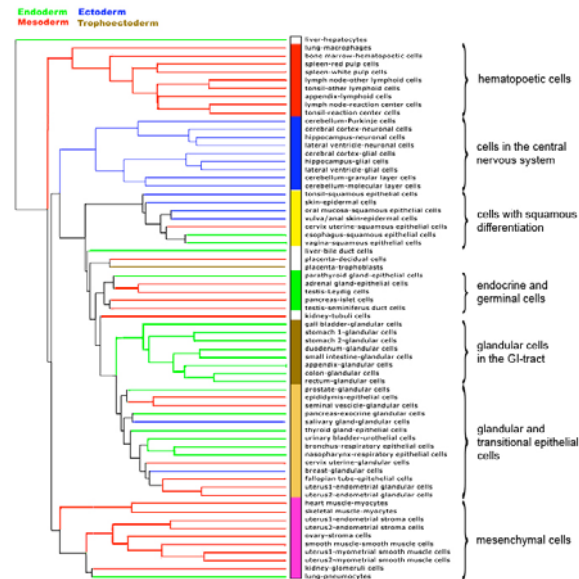 Endoderm Ectoderm
Mesoderm Trophoectoderm
liver-hepatocytes
lung-macrophages
bone marrow-hematopoetic cells
spleen-red pulp cells
spleen-white pulp cells
lymph node-other lymphoid cells
tonsil-other lymphoid cells
appendix-lymphoid cells
lymph node-reaction center cells
tonsil-reaction center cells
hematopoetic cells
cerebellum-Purkinje cells
cerebral cortex-neuronal cells
hippocampus-neuronal cells
lateral ventricle-neuronal cells
cerebral cortex-glial cells
hippocampus-glial cells
lateral ventricle-glial cells
cerebellum-granular layer cells
cerebellum-molecular layer cells
cells in the central
nervous system
tonsil-squamous epithelial cells
skin-epidermal cells
oral mucosa-squamous epithelial cells
vulva/anal skin-epidermal cells
cervix uterine-squamous epithelial cells
esophagus-squamous epithelial cells
vagina-squamous epithelial cells
cells with squamous
differentiation
liver-bile duct cells
placenta-decidual cells
placenta-trophoblasts
parathyroid gland-epithelial cells
adrenal gland-epithelial cells
testis-Leydig cells
pancreas-islet cells
testis-seminiferus duct cells
endocrine and
germinal cells
kidney-tubuli cells
gall bladder-glandular cells
stomach 1-glandular cells
stomach 2-glandular cells
duodenum-glandular cells
small intestine-glandular cells
appendix-glandular cells
colon-glandular cells
rectum-glandular cells
glandular cells
in the GI-tract
prostate-glandular cells
epididymis-epithelial cells
seminal vescicle-glandular cells
pancreas-exocrine glandular cells
salivary gland-glandular cells
thyroid gland-epithelial cells
urinary bladder-urothelial cells
bronchus-respiratory epithelial cells
nasopharynx-respiratory epithelial cells
cervix uterine-glandular cells
breast-glandular cells
fallopian tube-epitehelial cells
uterus1-endometrial glandular cells
uterus2-endometrial glandular cells
glandular and
transitional epithelial
cells
heart muscle-myocytes
skeletal muscle-myocytes
uterus1-endometrial stroma cells
uterus2-endometrial stroma cells
ovary-stroma cells
smooth muscle-smooth muscle cells
uterus1-myometrial smooth muscle cells
uterus2-myometrial smooth muscle cells
kidney-glomeruli cells
lung-pneumocytes
mesenchymal cells